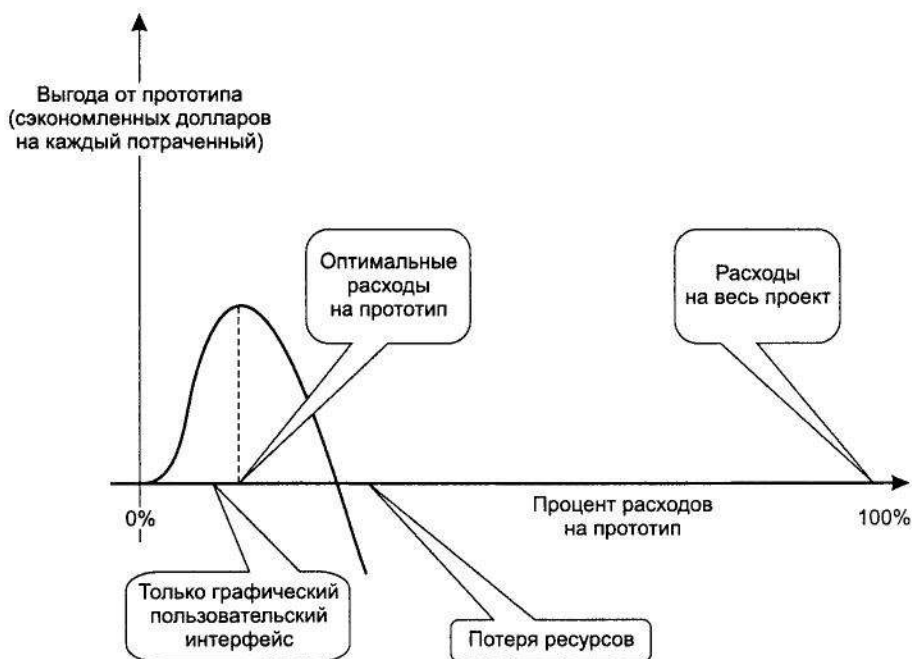 Выгода от прототипа
(сэкономленных долларов
на каждый потраченный)
Оптимальные
расходы
на прототип
Расходы
на весь проект
0%
Процент расходов
на прототип
100%
Только графический
пользовательский
интерфейс
Потеря ресурсов